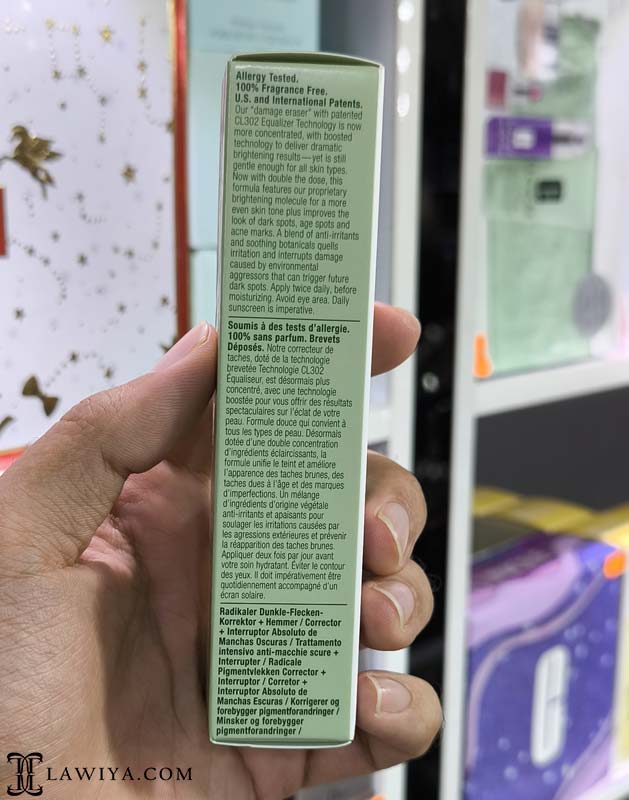 Allergy Tested.
100% Fragrance Free.
U.S. and International Patents.
Our "damage eraser" with patented
CL302 Equalizer Technology is now
more concentrated, with boosted
technology to deliver dramatic
brightening results—yet is still
gentle enough for all skin types.
Now with double the dose, this
formula features our proprietary
brightening molecule for a more
even skin tone plus improves the
look of dark spots, age spots and
acne marks. A blend of anti-irritants
and soothing botanicals quells
irritation and interrupts damage
caused by environmental
aggressors that can trigger future
dark spots. Apply twice daily, before
moisturizing. Avoid eye area. Daily
sunscreen is imperative.
Soumis à des tests d'allergie.
100% sans parfum. Brevets
Déposés. Notre correcteur de
taches, doté de la technologie
brevetée Technologie CL302
Équaliseur, est désormais plus
concentré, avec une technologie
boostée pour vous offrir des résultats
spectaculaires sur l'éclat de votre
peau. Formule douce qui convient à
tous les types de peau. Désormais
dotée d'une double concentration
d'ingrédients éclaircissants, la
formule unifie le teint et améliore
l'apparence des taches brunes, des
taches dues à l'âge et des marques
d'imperfections. Un mélange
d'ingrédients d'origine végétale
anti-irritants et apaisants pour
soulager les irritations causées par
les agressions extérieures et prévenir
la réapparition des taches brunes.
Appliquer deux fois par jour avant
votre soin hydratant. Éviter le contour
des yeux. Il doit impérativement être
quotidiennement accompagné d'un
écran solaire.
Radikaler Dunkle-Flecken-
Korrektor + Hemmer / Corrector
+ Interruptor Absoluto de
Manchas Oscuras / Trattamento
intensivo anti-macchie scure +
Interrupter / Radicale
Pigmentvlekken Corrector +
Interruptor / Corretor +
Interruptor Absoluto de
Manchas Escuras / Korrigerer og
forebygger pigmentforandringer /
Minsker og forebygger
pigmentforandringer /
LAWIYA.COM